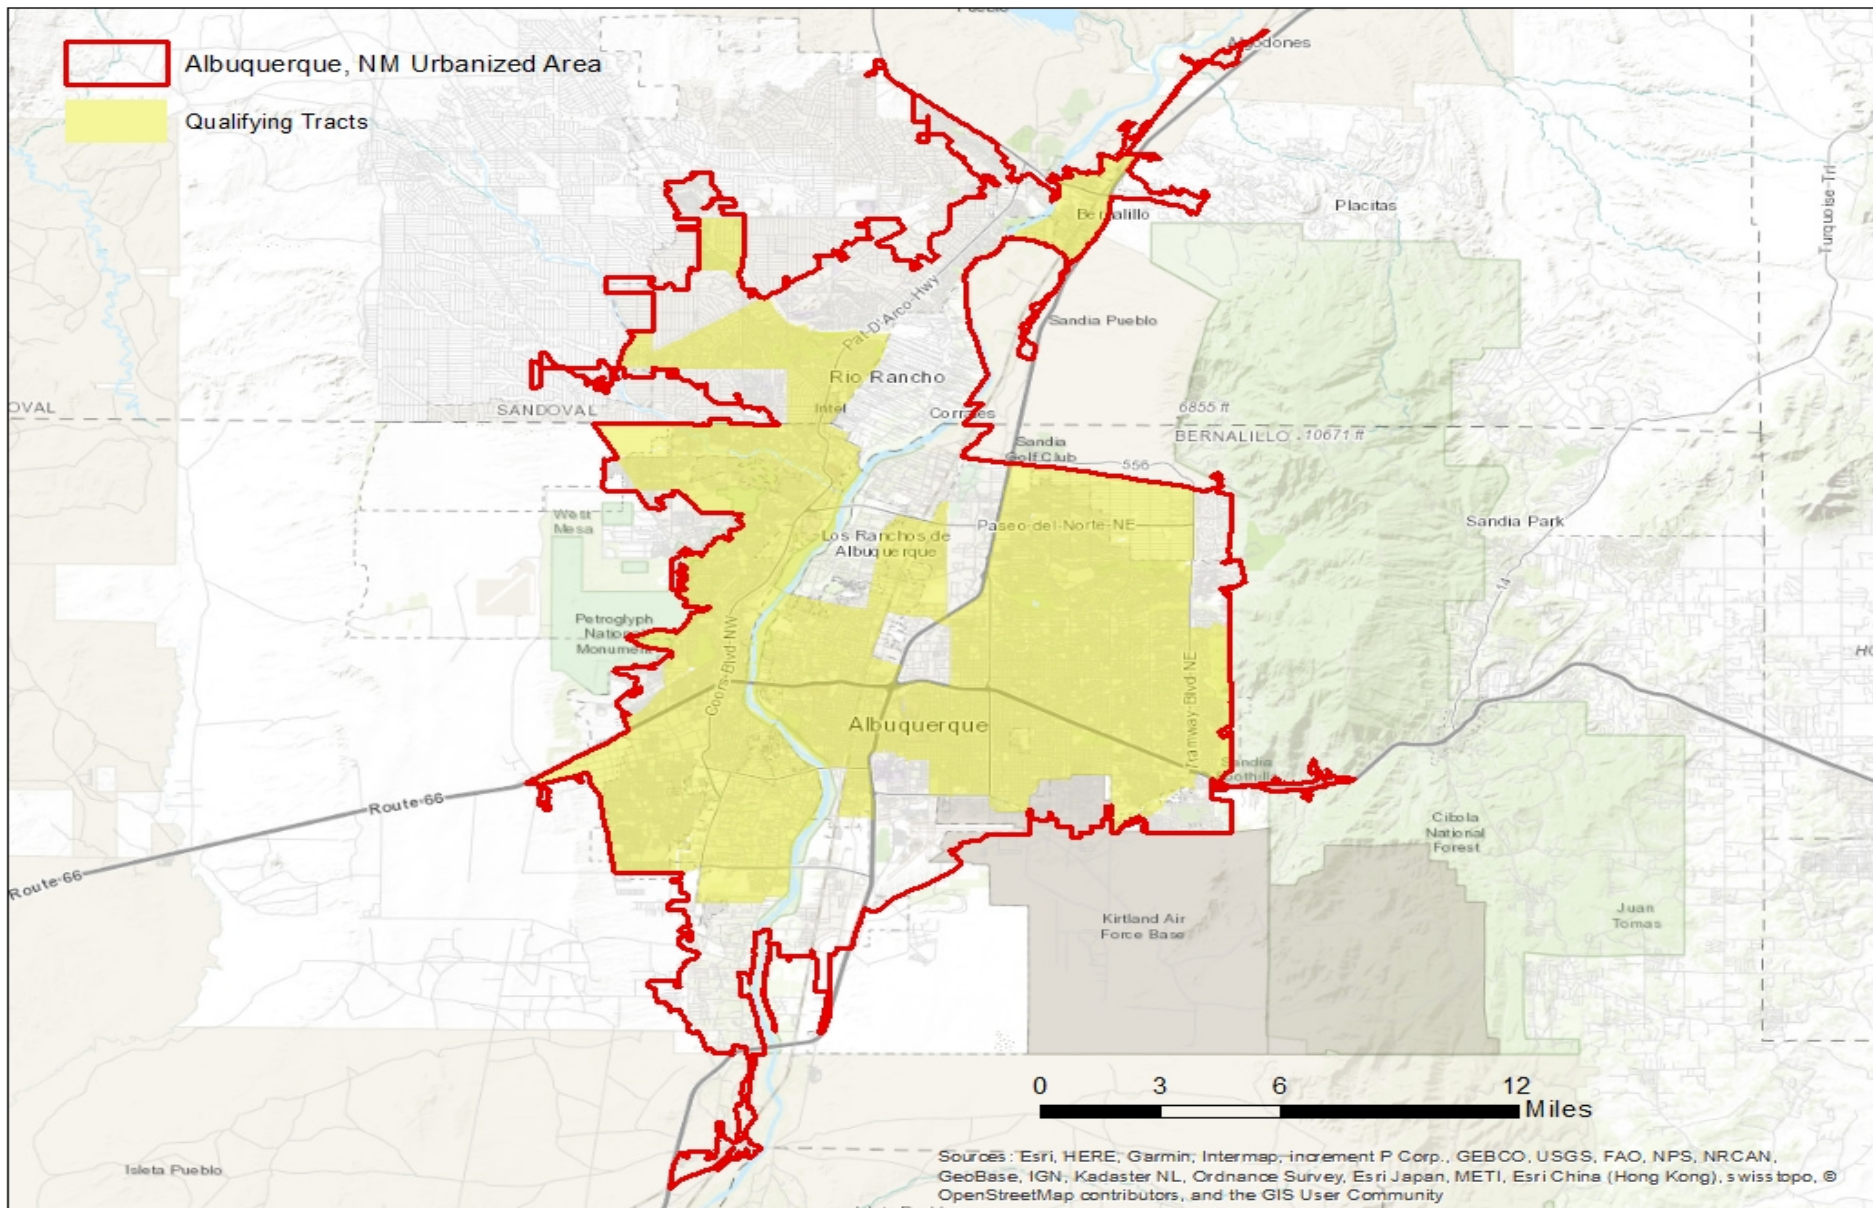 Pueblo
Algodones
Albuquerque, NM Urbanized Area
Qualifying Tracts
Turquoise-Trl
Placitas
Bernalillo
Pat-D'Arco-Hwy
Sandia Pueblo
Rio Rancho
OVAL
SANDOVAL
Intel
Corrales
6855 ft
BERNALILLO
10671 ft
Sandia
Golf Club
556
West
Mesa
Paseo-del-Norte-NE
Sandia Park
Los Ranchos de
Albuquerque
14
Petroglyph
National
Monument
Coors-Blvd-NW
HO
Tramway-Blvd-NE
Albuquerque
Sandia
Foothills
Route-66
Cibola
National
Forest
Route-66
Kirtland Air
Force Base
Juan
Tomas
0 3 6 12
Miles
Isleta Pueblo
Sources: Esri, HERE, Garmin, Intermap, increment P Corp., GEBCO, USGS, FAO, NPS, NRCAN,
GeoBase, IGN, Kadaster NL, Ordnance Survey, Esri Japan, METI, Esri China (Hong Kong), swisstopo, ©
OpenStreetMap contributors, and the GIS User Community